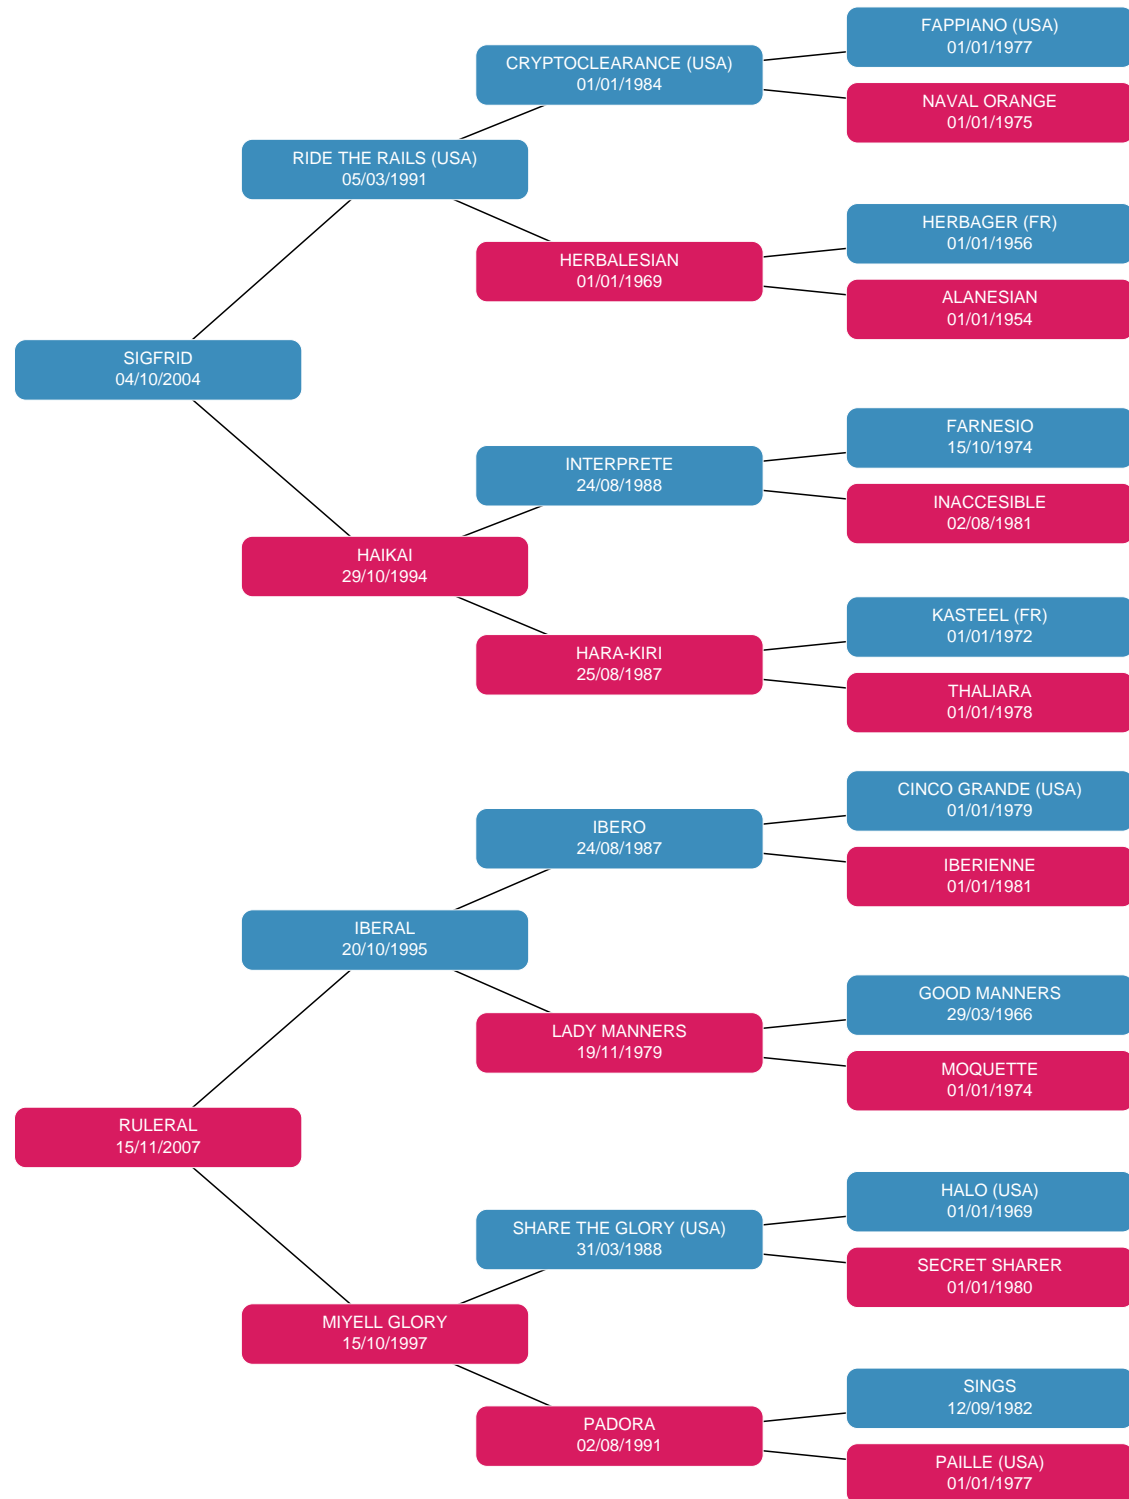 FAPPIANO (USA)
01/01/1977
CRYPTOCLEARANCE (USA)
01/01/1984
NAVAL ORANGE
01/01/1975
RIDE THE RAILS (USA)
05/03/1991
HERBAGER (FR)
01/01/1956
HERBALESIAN
01/01/1969
ALANESIAN
01/01/1954
SIGFRID
04/10/2004
FARNESIO
15/10/1974
INTERPRETE
24/08/1988
INACCESIBLE
02/08/1981
HAIKAI
29/10/1994
KASTEEL (FR)
01/01/1972
HARA-KIRI
25/08/1987
THALIARA
01/01/1978
CINCO GRANDE (USA)
01/01/1979
IBERO
24/08/1987
IBERIENNE
01/01/1981
IBERAL
20/10/1995
GOOD MANNERS
29/03/1966
LADY MANNERS
19/11/1979
MOQUETTE
01/01/1974
RULERAL
15/11/2007
HALO (USA)
01/01/1969
SHARE THE GLORY (USA)
31/03/1988
SECRET SHARER
01/01/1980
MIYELL GLORY
15/10/1997
SINGS
12/09/1982
PADORA
02/08/1991
PAILLE (USA)
01/01/1977